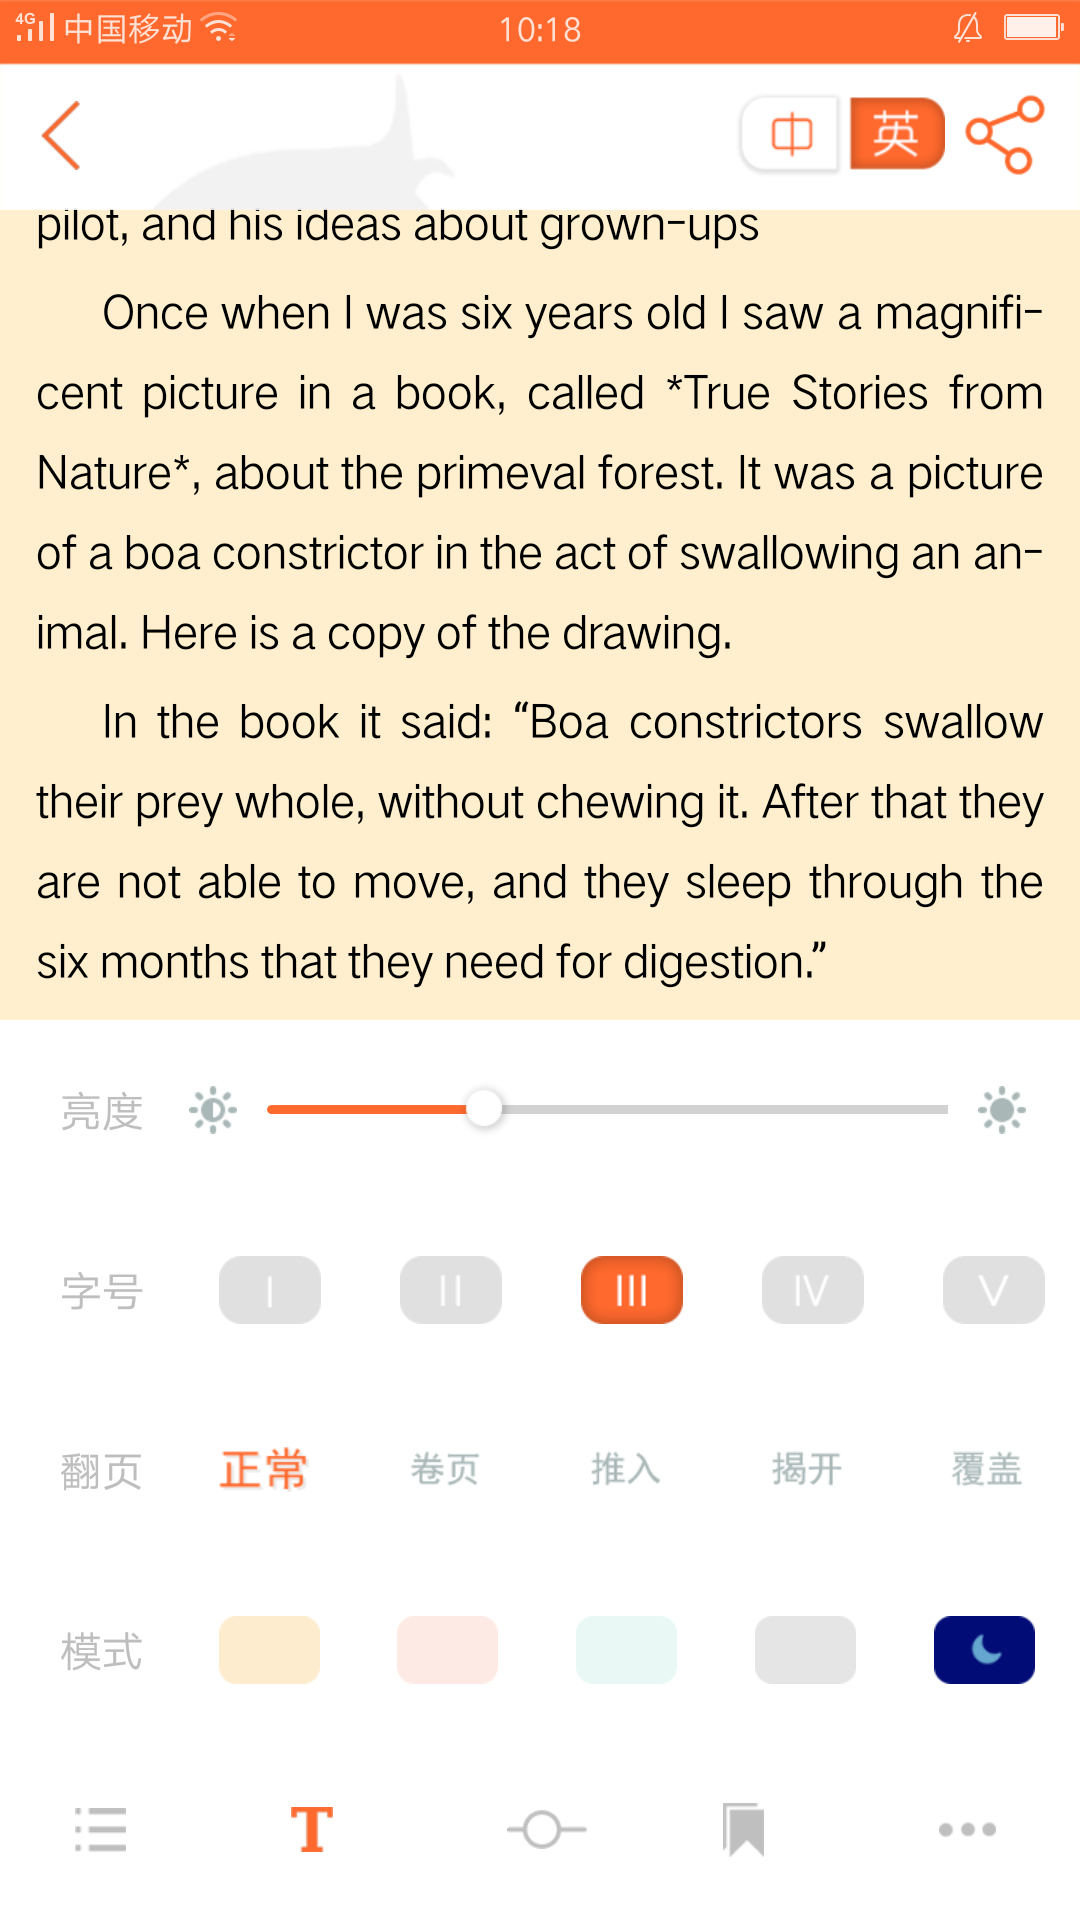 4G 中国移动 10:18
中 英
pilot, and his ideas about grown-ups
Once when I was six years old I saw a magnifi-
cent picture in a book, called *True Stories from
Nature*, about the primeval forest. It was a picture
of a boa constrictor in the act of swallowing an an-
imal. Here is a copy of the drawing.
In the book it said: “Boa constrictors swallow
their prey whole, without chewing it. After that they
are not able to move, and they sleep through the
six months that they need for digestion.”
亮度
字号 I II III IV V
翻页 正常 卷页 推入 揭开 覆盖
模式
T